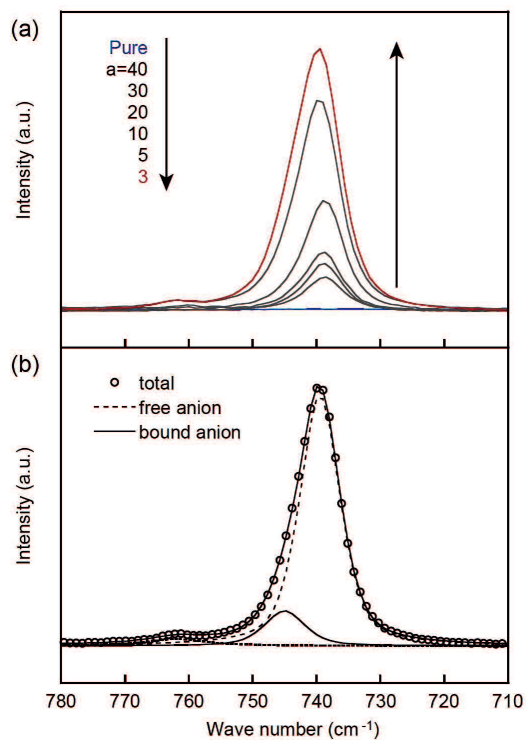 (a)
Pure
a=40
30
20
10
5
3
Intensity (a.u.)
(b)
total
free anion
bound anion
Intensity (a.u.)
780 770 760 750 740 730 720 710
Wave number (cm⁻¹)